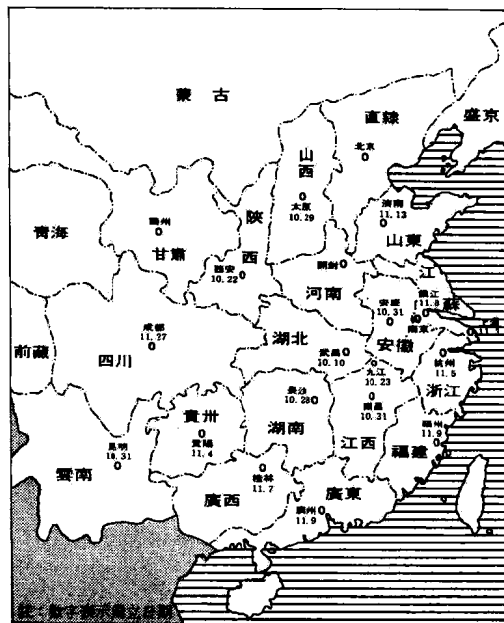 蒙古
盛京
直隸
北京
山西
太原
10.29
濟南
11.13
山東
陝西
西安
10.22
蘭州
甘肅
青海
開封
河南
江蘇
鎮江
11.8
南京
安慶
10.31
安徽
成都
11.27
四川
前藏
湖北
武昌
10.10
九江
10.23
杭州
11.5
浙江
長沙
10.28
湖南
南昌
10.31
江西
貴州
貴陽
11.4
昆明
10.31
雲南
福州
11.9
福建
桂林
11.7
廣西
廣東
廣州
11.9